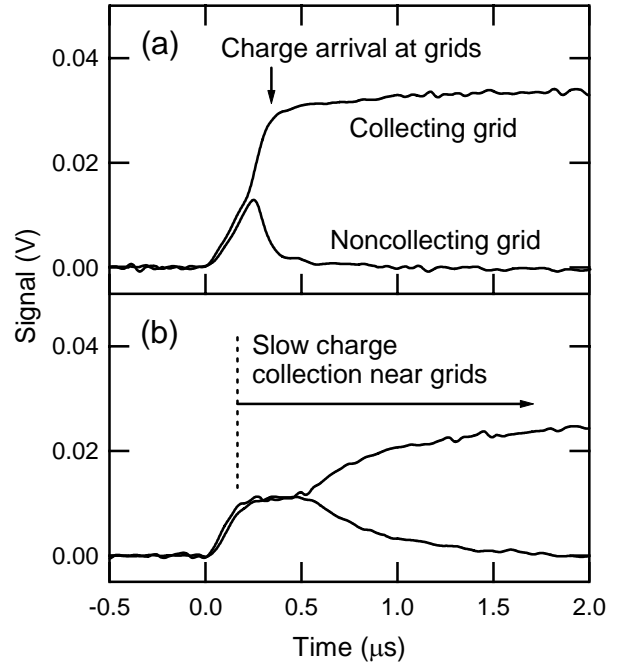 (a)
Charge arrival at grids
Collecting grid
Noncollecting grid
0.04
0.02
0.00
Signal (V)
(b)
Slow charge
collection near grids
0.04
0.02
0.00
-0.5
0.0
0.5
1.0
1.5
2.0
Time (μs)